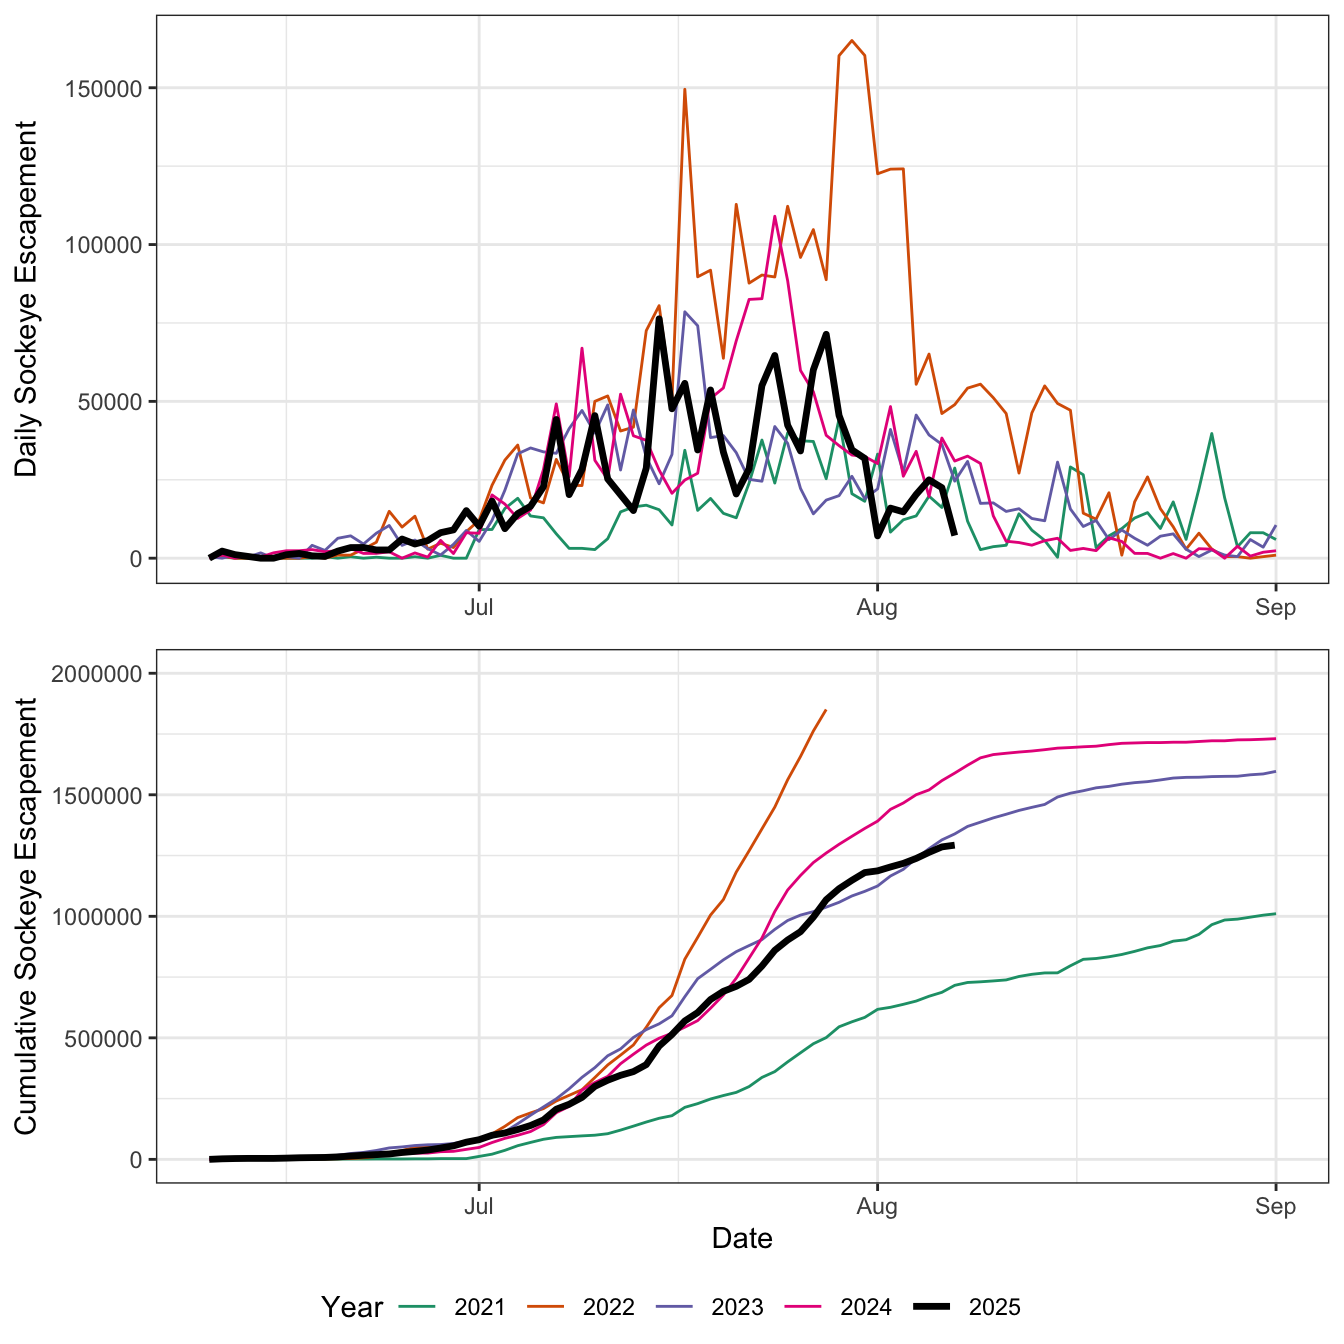 Daily Sockeye Escapement
150000
100000
50000
0
Jul Aug Sep
Cumulative Sockeye Escapement
2000000
1500000
1000000
500000
0
Jul Aug Sep
Date
Year 2021 2022 2023 2024 2025